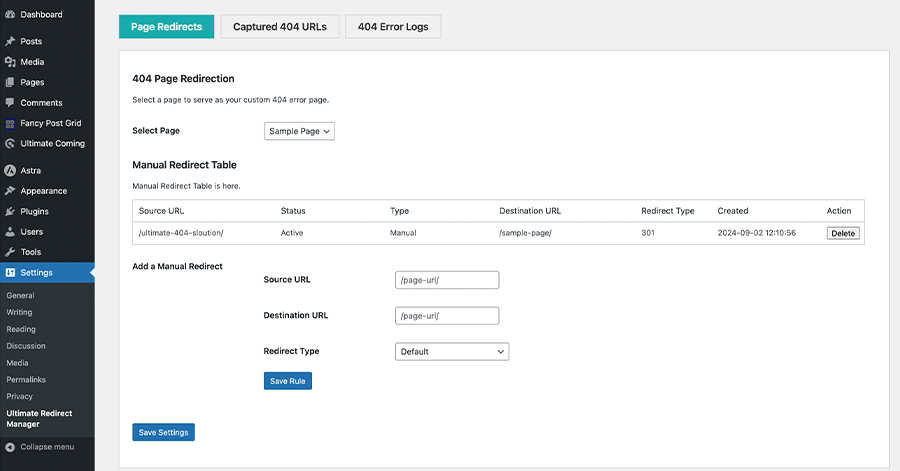 Dashboard
Posts
Media
Pages
Comments
Fancy Post Grid
Ultimate Coming
Astra
Appearance
Plugins
Users
Tools
Settings
General
Writing
Reading
Discussion
Media
Permalinks
Privacy
Ultimate Redirect
Manager
Collapse menu
Page Redirects Captured 404 URLs 404 Error Logs
404 Page Redirection
Select a page to serve as your custom 404 error page.
Select Page Sample Page
Manual Redirect Table
Manual Redirect Table is here.
Source URL Status Type Destination URL Redirect Type Created Action
/ultimate-404-sloution/ Active Manual /sample-page/ 301 2024-09-02 12:10:56 Delete
Add a Manual Redirect
Source URL /page-url/
Destination URL /page-url/
Redirect Type Default
Save Rule
Save Settings